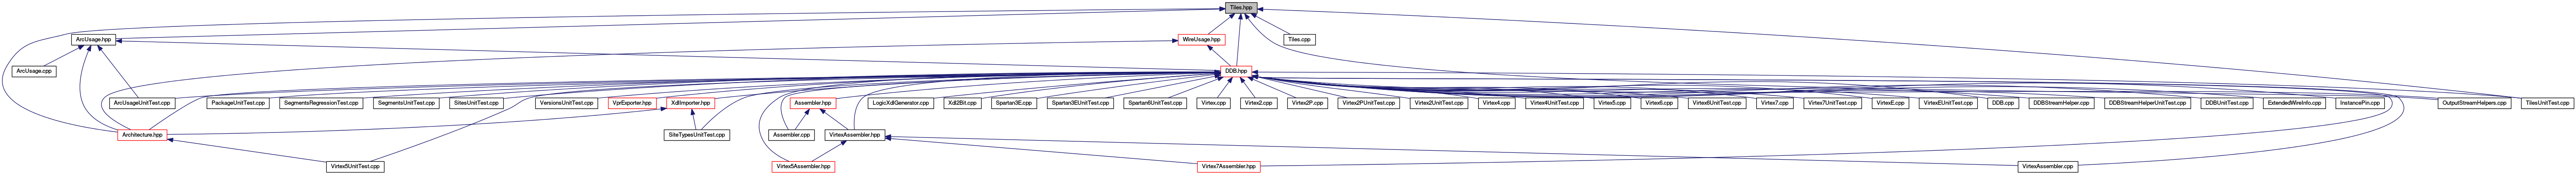 Tiles.hpp
ArcUsage.hpp
WireUsage.hpp
Tiles.cpp
ArcUsage.cpp
DDB.hpp
ArcUsageUnitTest.cpp
PackageUnitTest.cpp
SegmentsRegressionTest.cpp
SegmentsUnitTest.cpp
SitesUnitTest.cpp
VersionsUnitTest.cpp
VprExporter.hpp
XdlImporter.hpp
Assembler.hpp
LogicXdlGenerator.cpp
Xdl2Bit.cpp
Spartan3E.cpp
Spartan3EUnitTest.cpp
Spartan6UnitTest.cpp
Virtex.cpp
Virtex2.cpp
Virtex2P.cpp
Virtex2PUnitTest.cpp
Virtex2UnitTest.cpp
Virtex4.cpp
Virtex4UnitTest.cpp
Virtex5.cpp
Virtex6.cpp
Virtex6UnitTest.cpp
Virtex7.cpp
Virtex7UnitTest.cpp
VirtexE.cpp
VirtexEUnitTest.cpp
DDB.cpp
DDBStreamHelper.cpp
DDBStreamHelperUnitTest.cpp
DDBUnitTest.cpp
ExtendedWireInfo.cpp
InstancePin.cpp
OutputStreamHelpers.cpp
TilesUnitTest.cpp
Architecture.hpp
SiteTypesUnitTest.cpp
Assembler.cpp
VirtexAssembler.hpp
Virtex5UnitTest.cpp
Virtex5Assembler.hpp
Virtex7Assembler.hpp
VirtexAssembler.cpp